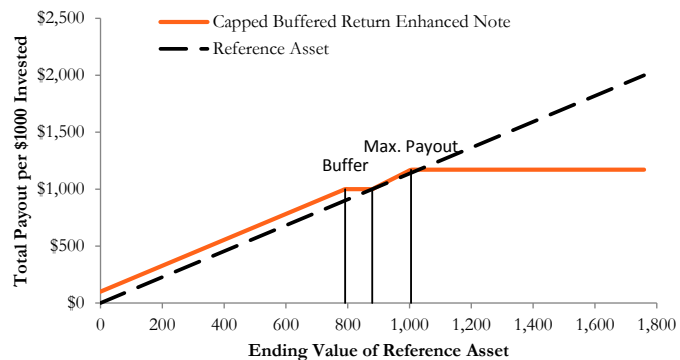 $2,500
Capped Buffered Return Enhanced Note
Reference Asset
$2,000
$1,500
Max. Payout
Buffer
$1,000
$500
$0
0 200 400 600 800 1,000 1,200 1,400 1,600 1,800
Total Payout per $1000 Invested
Ending Value of Reference Asset